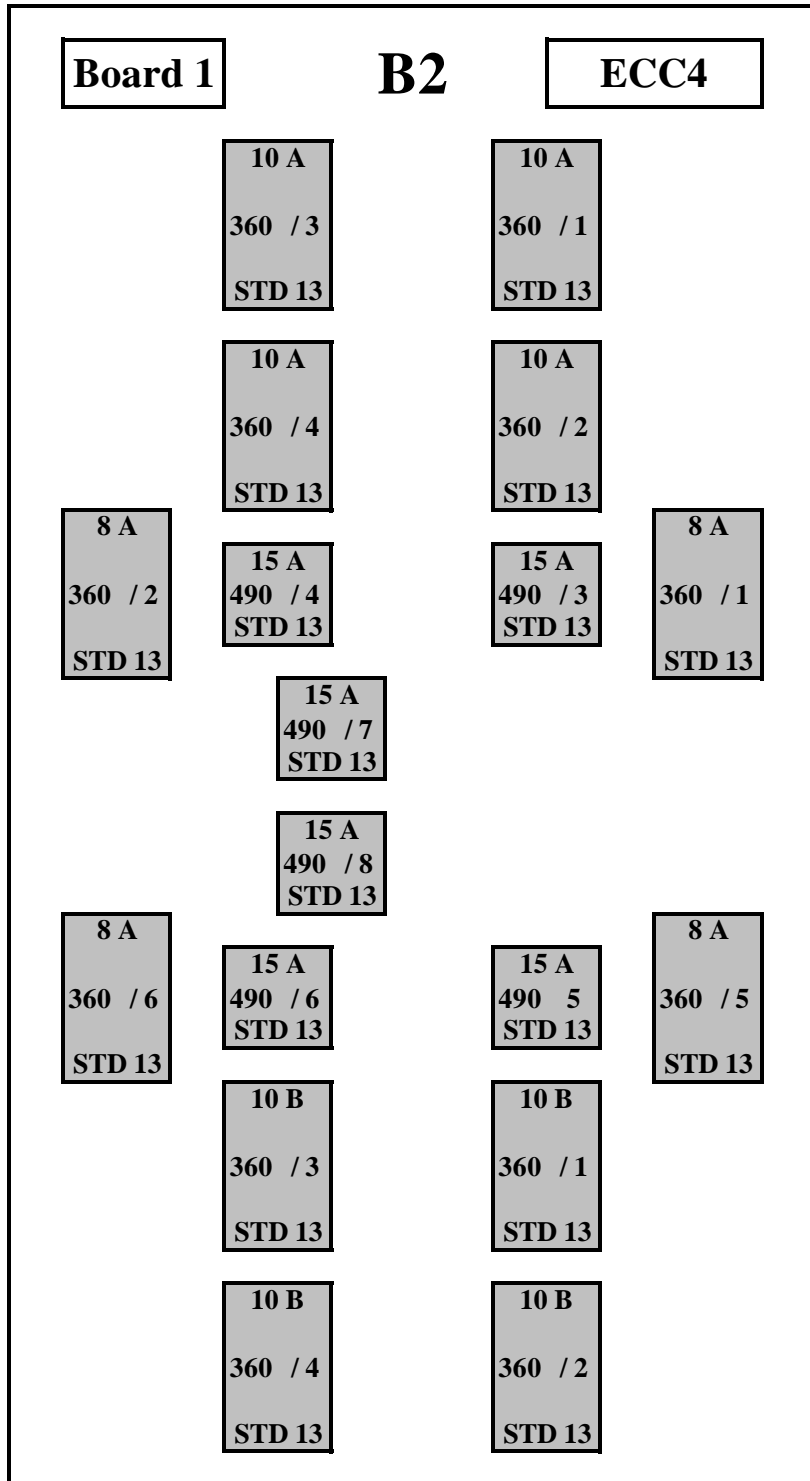 Board 1 B2 ECC4
10 A 10 A
360 / 3 360 / 1
STD 13 STD 13
10 A 10 A
360 / 4 360 / 2
STD 13 STD 13
8 A 15 A 15 A 8 A
360 / 2 490 / 4 490 / 3 360 / 1
STD 13 STD 13 STD 13 STD 13
15 A
490 / 7
STD 13
15 A
490 / 8
STD 13
8 A 15 A 15 A 8 A
360 / 6 490 / 6 490 5 360 / 5
STD 13 STD 13 STD 13 STD 13
10 B 10 B
360 / 3 360 / 1
STD 13 STD 13
10 B 10 B
360 / 4 360 / 2
STD 13 STD 13